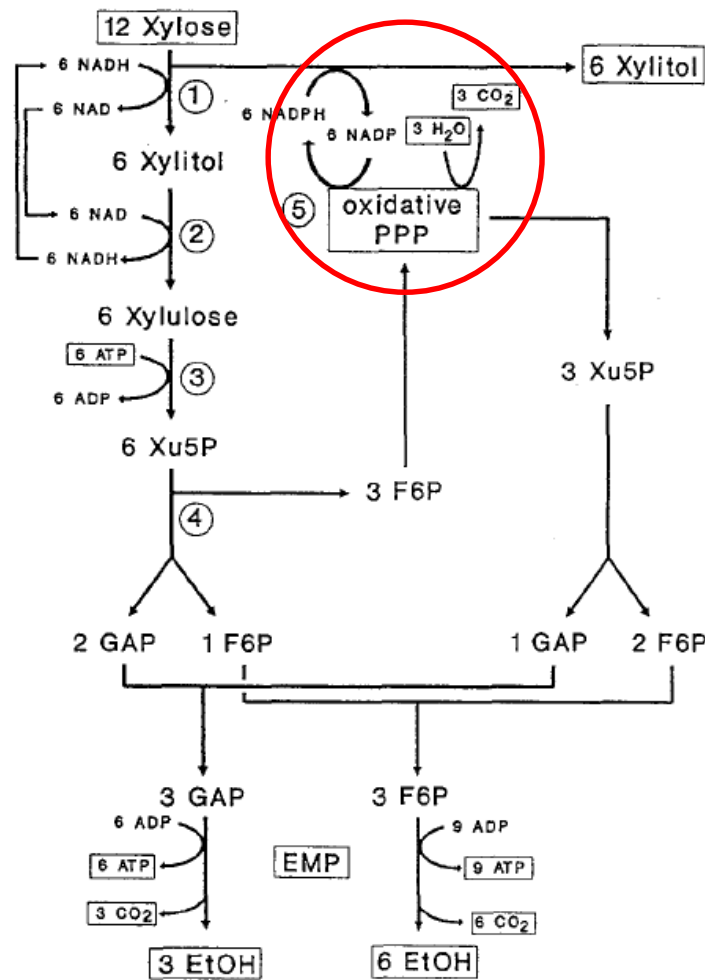 12 Xylose
6 NADH
①
6 NAD
6 Xylitol
6 NADPH
6 NADP
3 H₂O
3 CO₂
6 Xylitol
6 NAD
②
6 NADH
⑤
oxidative
PPP
6 Xylulose
6 ATP
③
6 ADP
3 Xu5P
6 Xu5P
3 F6P
④
2 GAP
1 F6P
1 GAP
2 F6P
3 GAP
3 F6P
6 ADP
9 ADP
6 ATP
EMP
9 ATP
3 CO₂
6 CO₂
3 EtOH
6 EtOH